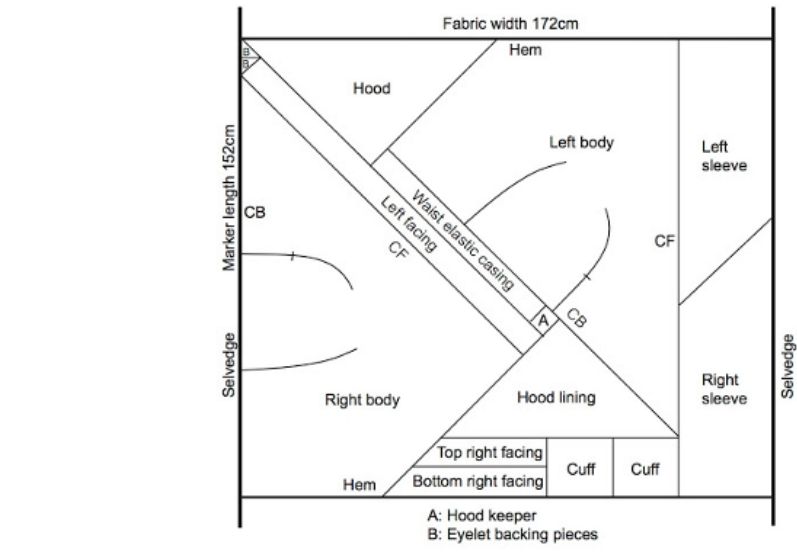 Fabric width 172cm
B
B
Hem
Hood
Left body
Left
sleeve
Marker length 152cm
CB
Left facing
Waist elastic casing
CF
CF
A
CB
Selvedge
Selvedge
Right body
Hood lining
Right
sleeve
Top right facing
Bottom right facing
Cuff
Cuff
Hem
A: Hood keeper
B: Eyelet backing pieces